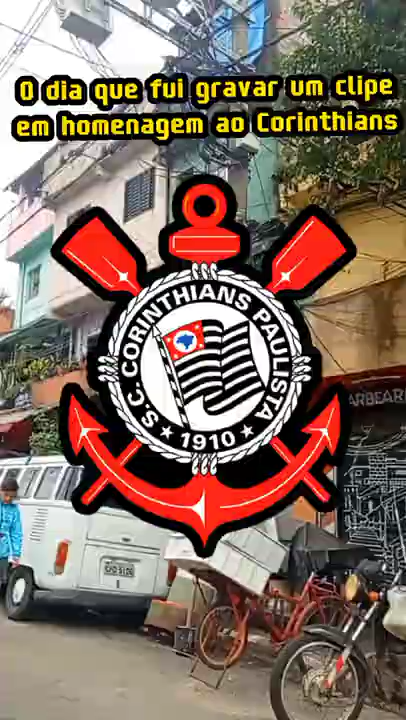 O dia que fui gravar um clipe
em homenagem ao Corinthians
S.C. CORINTHIANS PAULISTA
1910